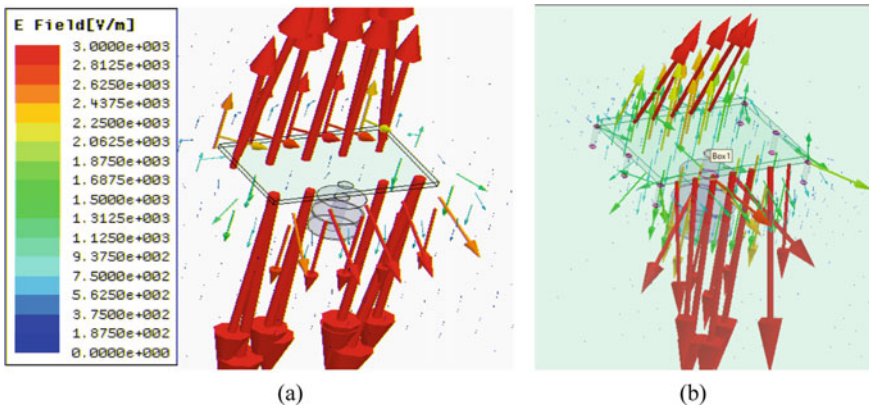 E Field[V/m]
3.0000e+003
2.8125e+003
2.6250e+003
2.4375e+003
2.2500e+003
2.0625e+003
1.8750e+003
1.6875e+003
1.5000e+003
1.3125e+003
1.1250e+003
9.3750e+002
7.5000e+002
5.6250e+002
3.7500e+002
1.8750e+002
0.0000e+000
Box1
(a)
(b)